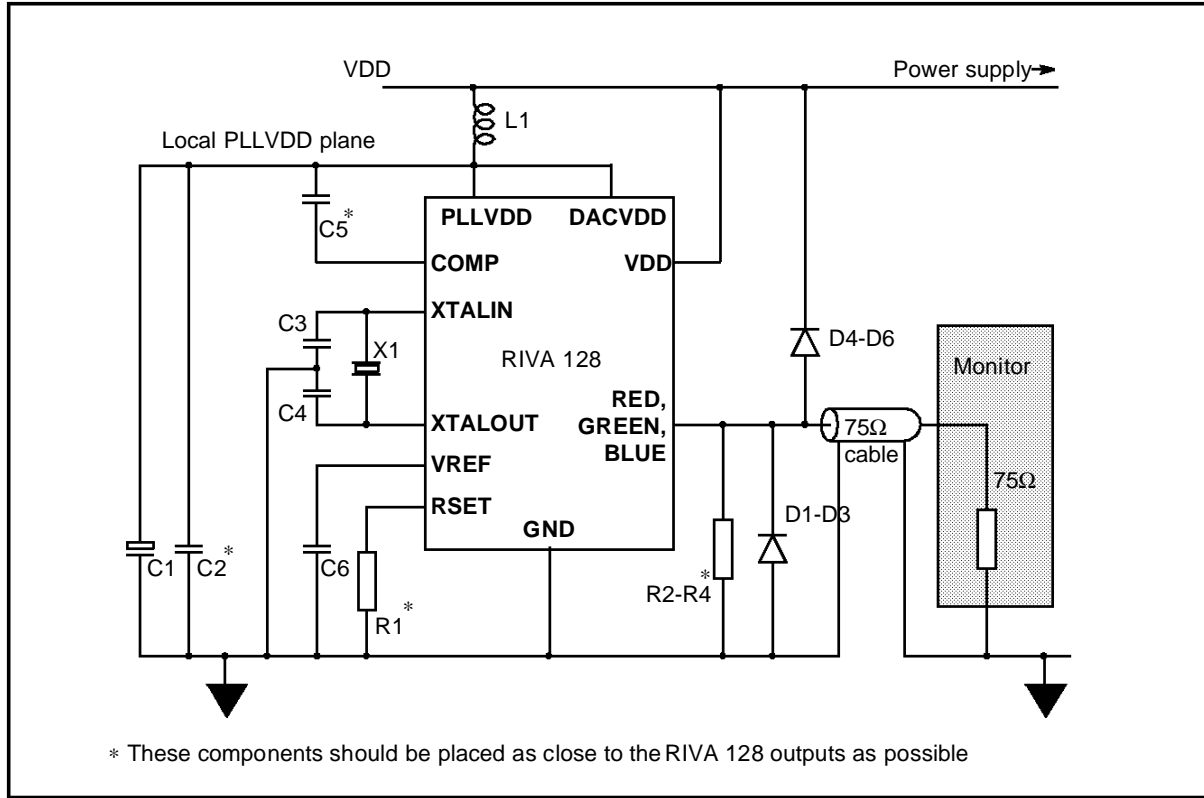 VDD
Power supply
L1
Local PLLVDD plane
C5*
PLLVDD
DACVDD
COMP
VDD
XTALIN
C3
X1
RIVA 128
D4-D6
Monitor
C4
XTALOUT
RED,
GREEN,
BLUE
75Ω
cable
VREF
75Ω
RSET
D1-D3
GND
C1
C2*
C6
R1*
R2-R4*
* These components should be placed as close to the RIVA 128 outputs as possible